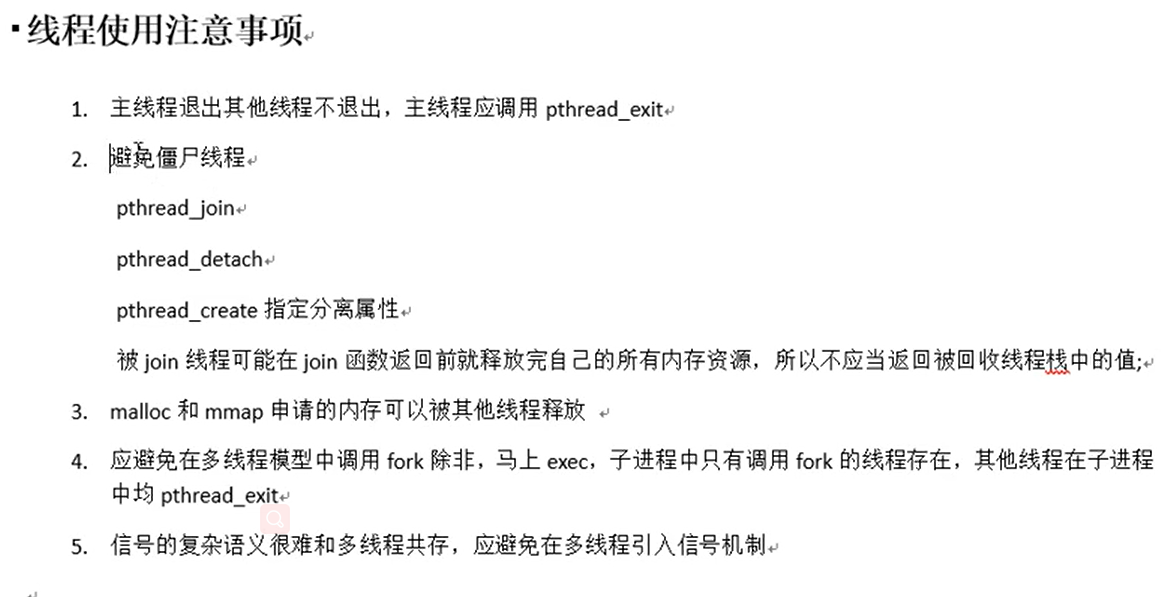 ▪线程使用注意事项
1. 主线程退出其他线程不退出，主线程应调用 pthread_exit
2. 避免僵尸线程
pthread_join
pthread_detach
pthread_create 指定分离属性
被 join 线程可能在 join 函数返回前就释放完自己的所有内存资源，所以不应当返回被回收线程栈中的值;
3. malloc 和 mmap 申请的内存可以被其他线程释放
4. 应避免在多线程模型中调用 fork 除非，马上 exec，子进程中只有调用 fork 的线程存在，其他线程在子进程
中均 pthread_exit
5. 信号的复杂语义很难和多线程共存，应避免在多线程引入信号机制